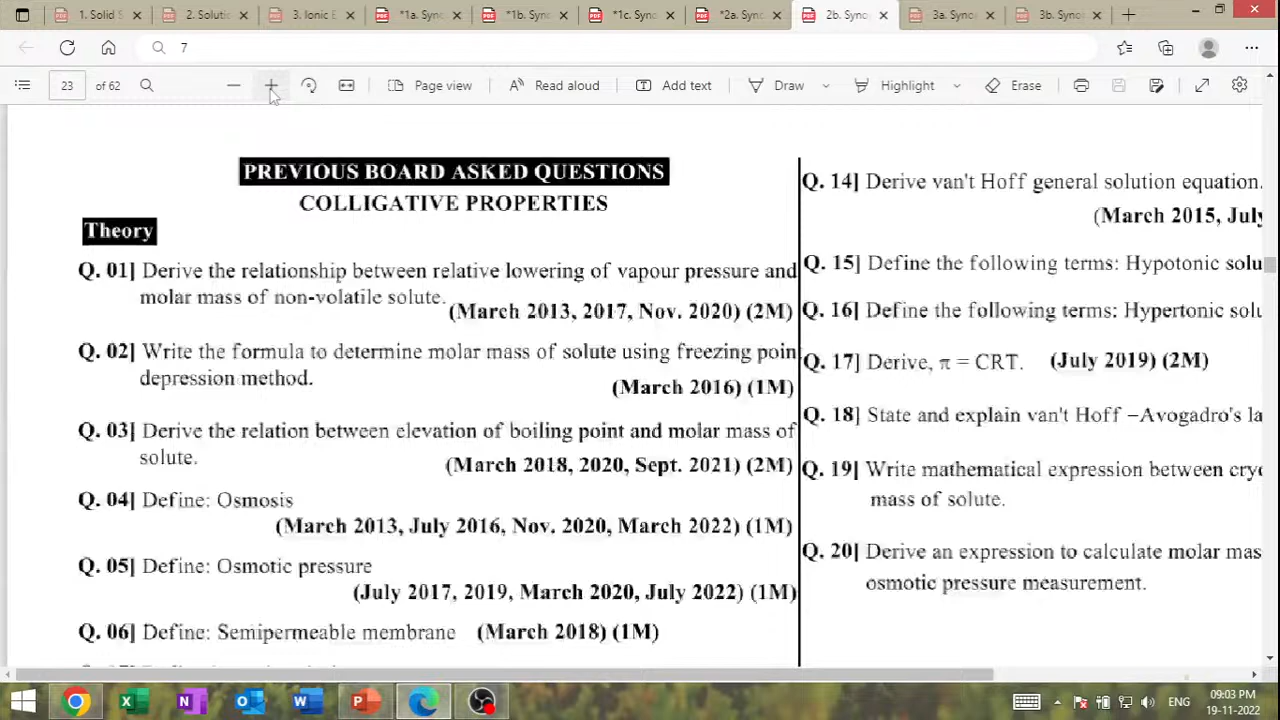 1. Solid S
2. Solutio
3. Ionic E
*1a. Sync
*1b. Sync
*1c. Sync
*2a. Sync
2b. Sync
3a. Sync
3b. Sync
7
23 of 62
Page view
Read aloud
Add text
Draw
Highlight
Erase
PREVIOUS BOARD ASKED QUESTIONS
COLLIGATIVE PROPERTIES
Theory
Q. 01] Derive the relationship between relative lowering of vapour pressure and
molar mass of non-volatile solute.
(March 2013, 2017, Nov. 2020) (2M)
Q. 02] Write the formula to determine molar mass of solute using freezing poin
depression method.
(March 2016) (1M)
Q. 03] Derive the relation between elevation of boiling point and molar mass of
solute.
(March 2018, 2020, Sept. 2021) (2M)
Q. 04] Define: Osmosis
(March 2013, July 2016, Nov. 2020, March 2022) (1M)
Q. 05] Define: Osmotic pressure
(July 2017, 2019, March 2020, July 2022) (1M)
Q. 06] Define: Semipermeable membrane (March 2018) (1M)
Q. 14] Derive van't Hoff general solution equation.
(March 2015, July
Q. 15] Define the following terms: Hypotonic solu
Q. 16] Define the following terms: Hypertonic solu
Q. 17] Derive, π = CRT. (July 2019) (2M)
Q. 18] State and explain van't Hoff –Avogadro's la
Q. 19] Write mathematical expression between cryo
mass of solute.
Q. 20] Derive an expression to calculate molar mas
osmotic pressure measurement.
ENG
09:03 PM
19-11-2022